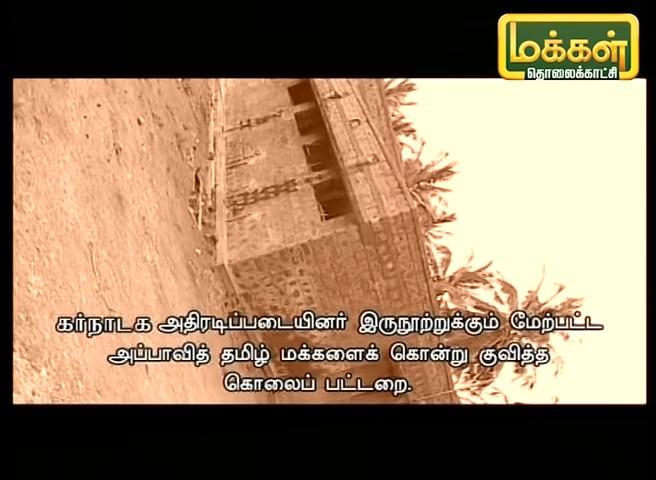 மக்கள்
தொலைக்காட்சி
கர்நாடக அதிரடிப்படையினர் இருநூற்றுக்கும் மேற்பட்ட
அப்பாவித் தமிழ் மக்களைக் கொன்று குவித்த
கொலைப் பட்டறை.